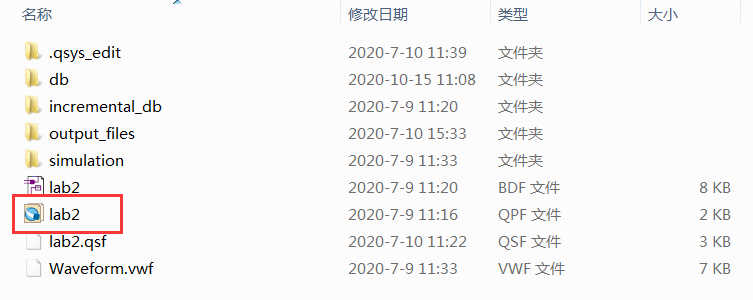 名称 修改日期 类型 大小
.qsys_edit 2020-7-10 11:39 文件夹
db 2020-10-15 11:08 文件夹
incremental_db 2020-7-9 11:20 文件夹
output_files 2020-7-10 15:33 文件夹
simulation 2020-7-9 11:33 文件夹
lab2 2020-7-9 11:20 BDF 文件 8 KB
lab2 2020-7-9 11:16 QPF 文件 2 KB
lab2.qsf 2020-7-10 11:22 QSF 文件 3 KB
Waveform.vwf 2020-7-9 11:33 VWF 文件 7 KB